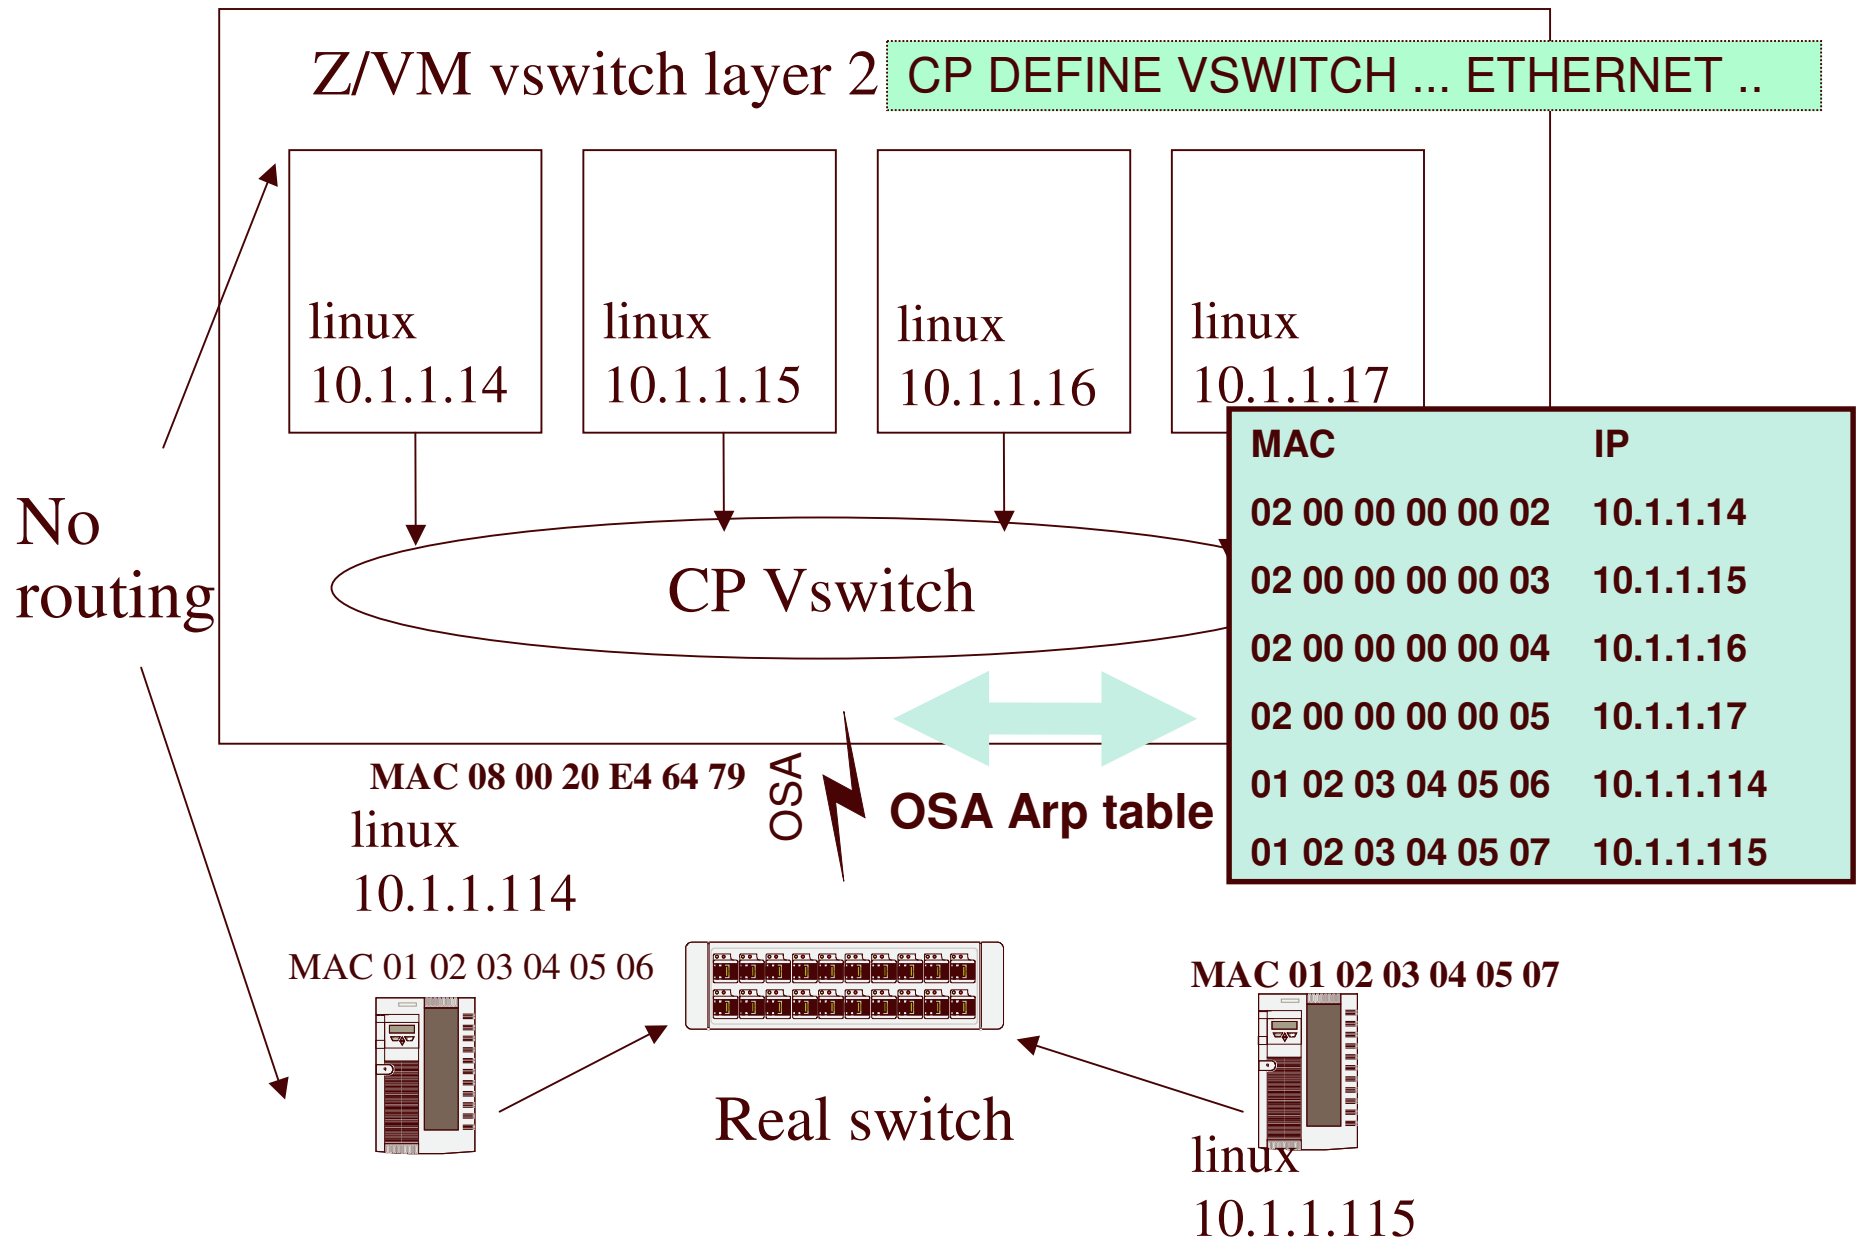 Z/VM vswitch layer 2
CP DEFINE VSWITCH ... ETHERNET ..
linux
10.1.1.14
linux
10.1.1.15
linux
10.1.1.16
linux
10.1.1.17
No
routing
CP Vswitch
MAC IP
02 00 00 00 00 02 10.1.1.14
02 00 00 00 00 03 10.1.1.15
02 00 00 00 00 04 10.1.1.16
02 00 00 00 00 05 10.1.1.17
01 02 03 04 05 06 10.1.1.114
01 02 03 04 05 07 10.1.1.115
MAC 08 00 20 E4 64 79
OSA
OSA Arp table
linux
10.1.1.114
MAC 01 02 03 04 05 06
MAC 01 02 03 04 05 07
Real switch
linux
10.1.1.115